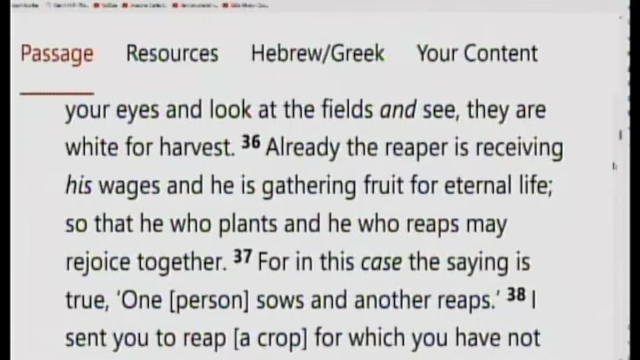 Passage Resources Hebrew/Greek Your Content
your eyes and look at the fields and see, they are
white for harvest. 36 Already the reaper is receiving
his wages and he is gathering fruit for eternal life;
so that he who plants and he who reaps may
rejoice together. 37 For in this case the saying is
true, ‘One [person] sows and another reaps.’ 38 I
sent you to reap [a crop] for which you have not